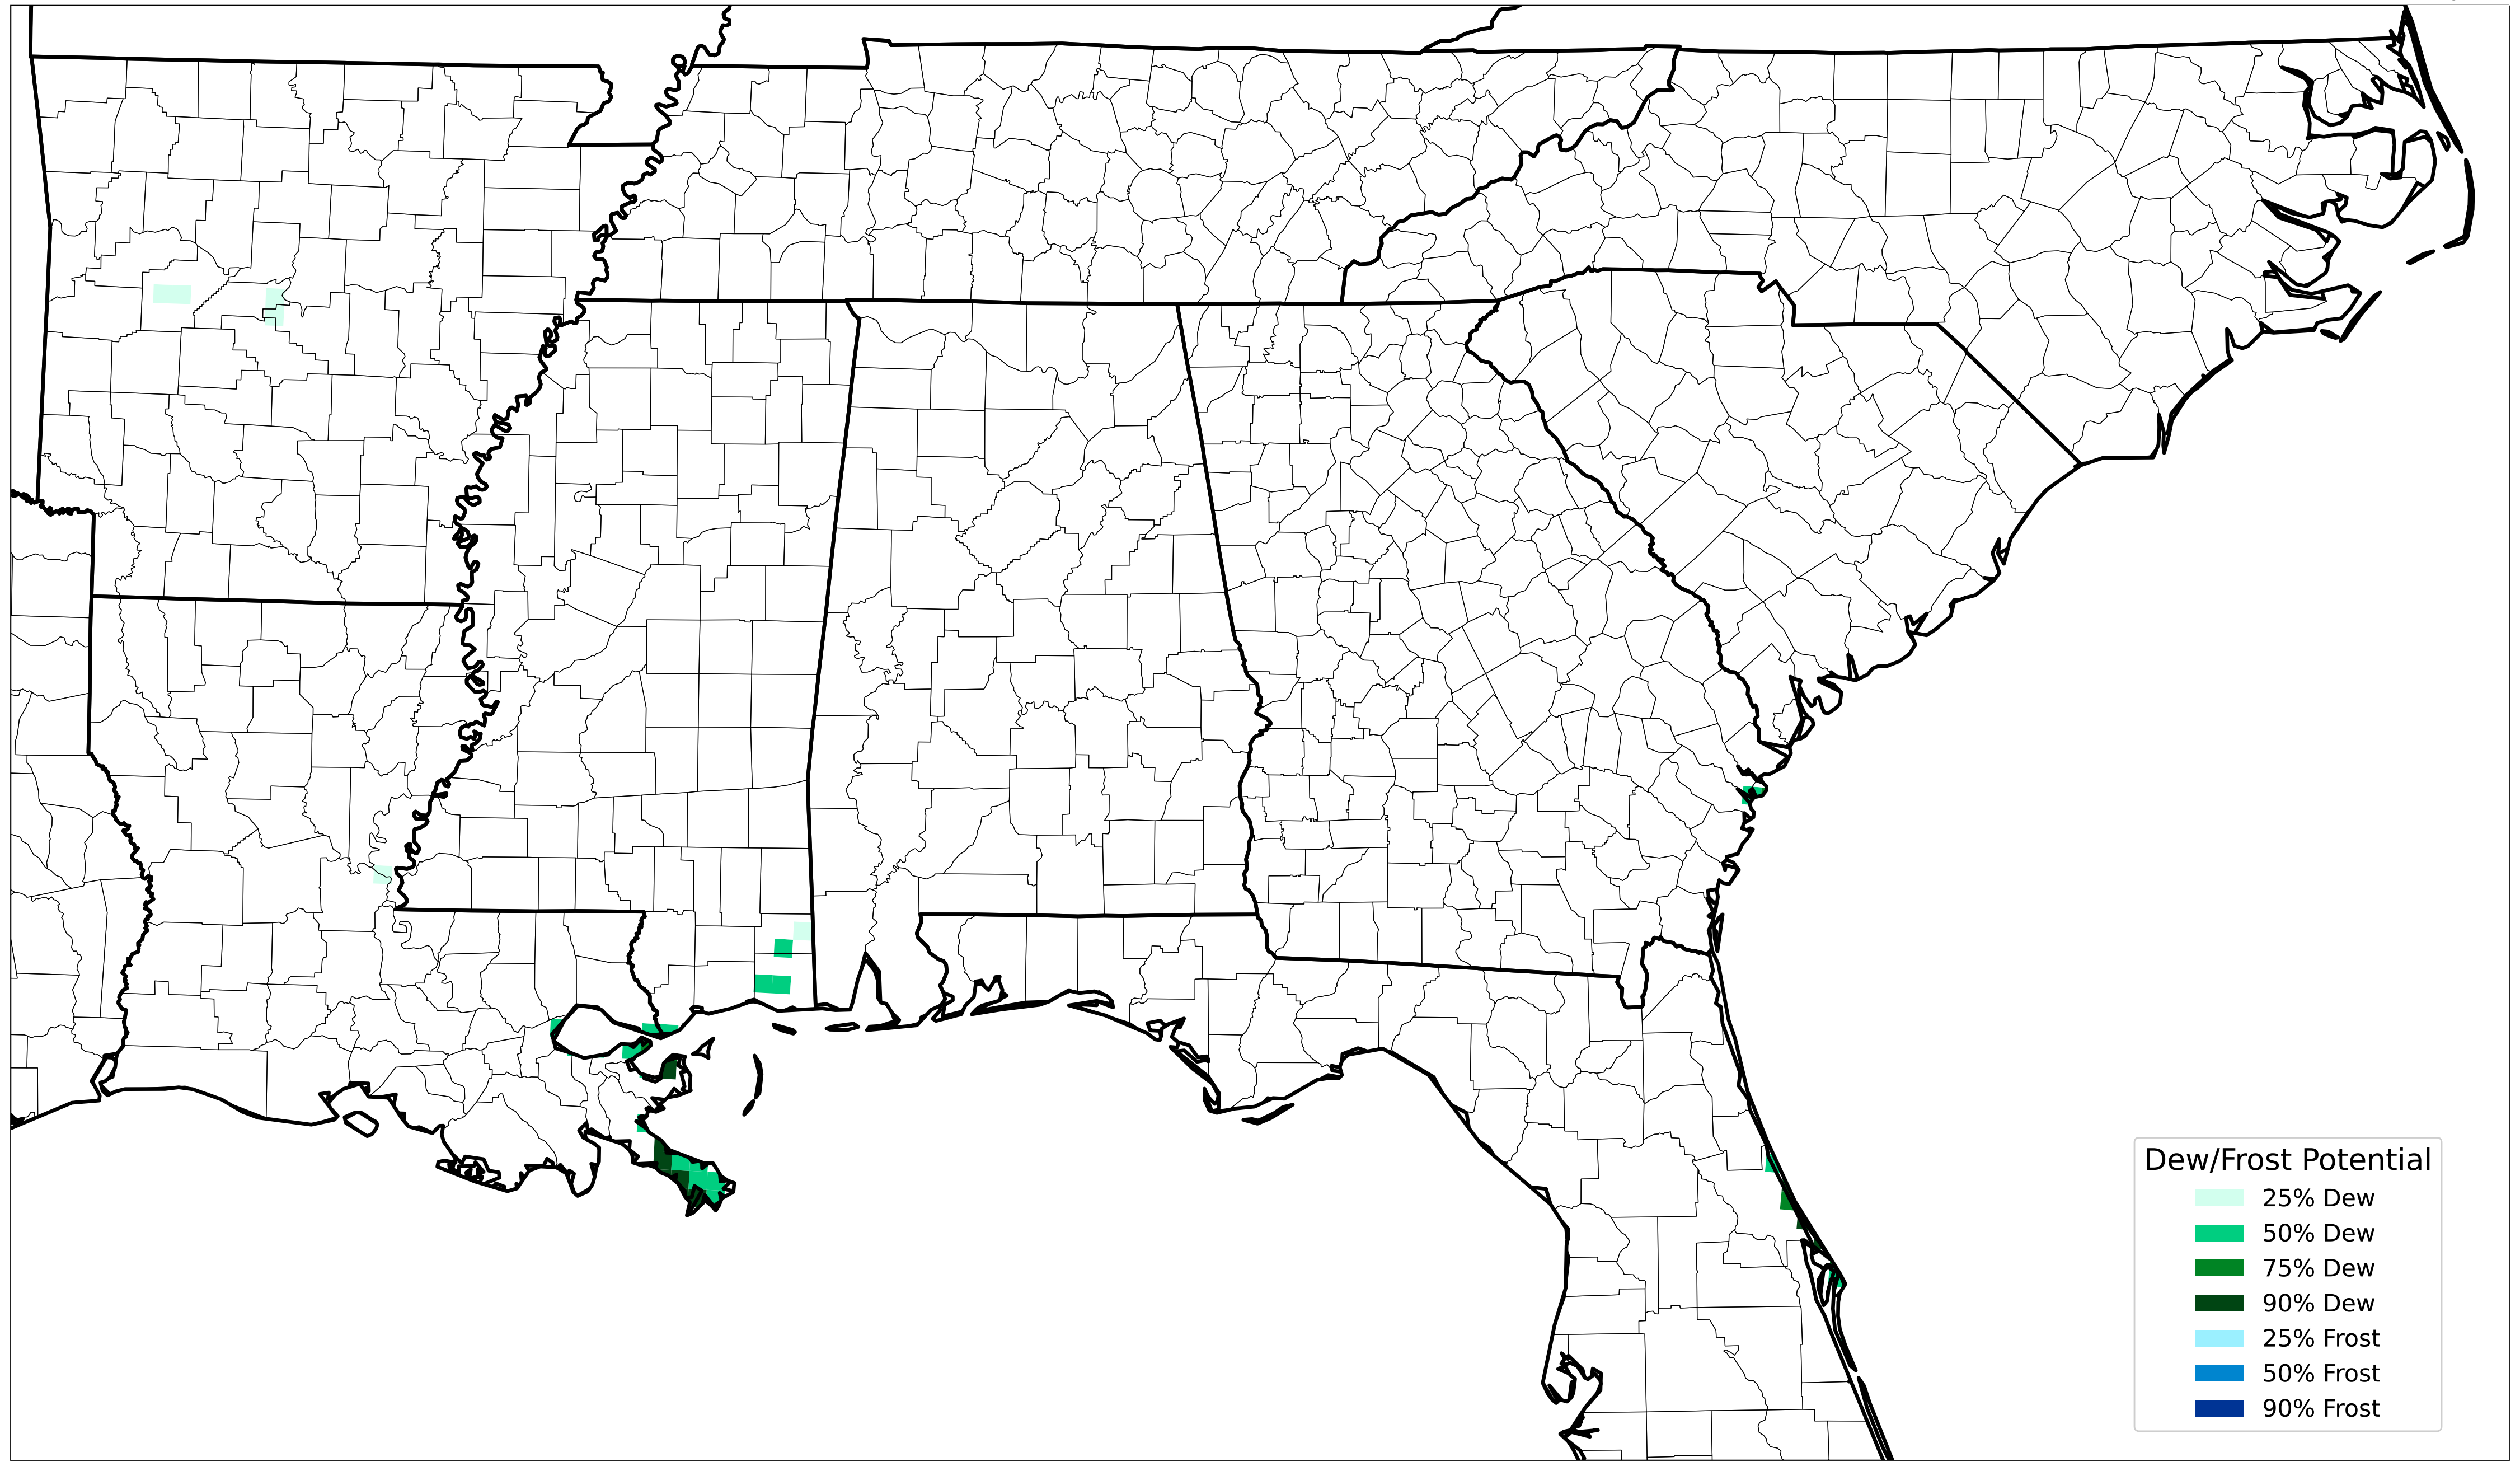 Dew/Frost Potential
25% Dew
50% Dew
75% Dew
90% Dew
25% Frost
50% Frost
90% Frost